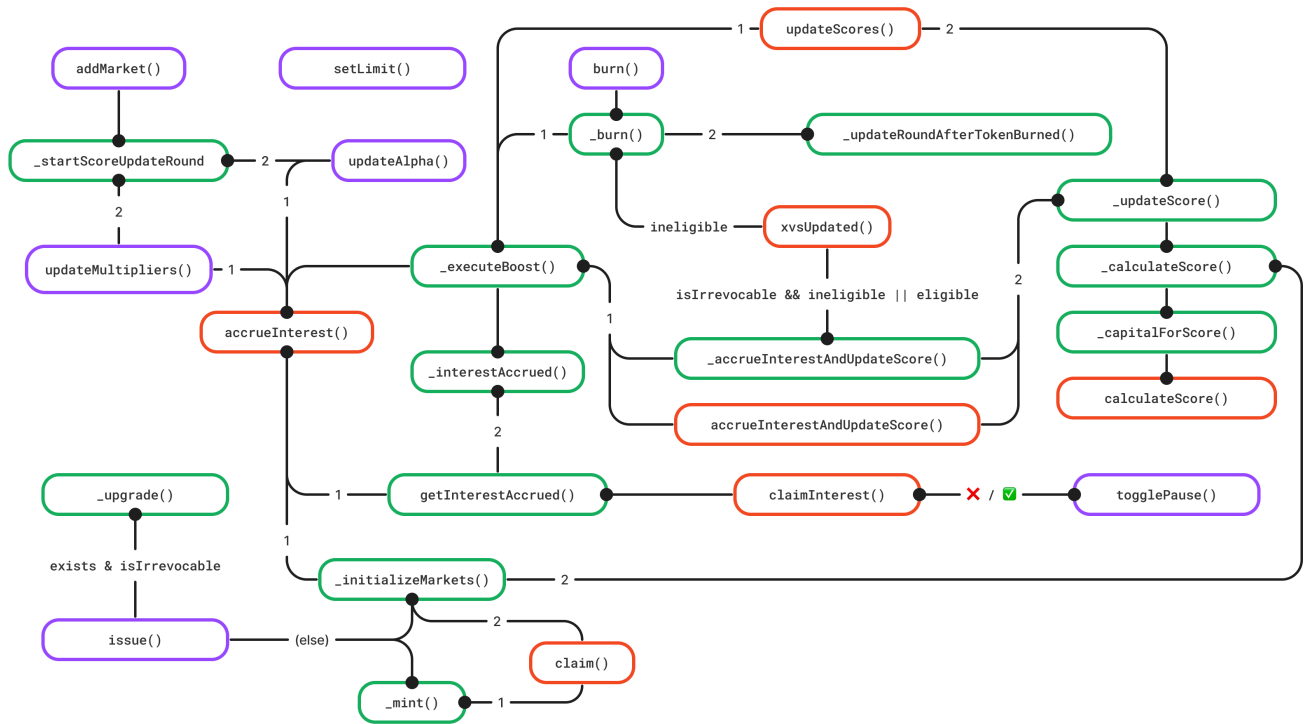 1
updateScores()
2
addMarket()
setLimit()
burn()
1
_burn()
2
_updateRoundAfterTokenBurned()
_startScoreUpdateRound
2
updateAlpha()
1
2
_updateScore()
ineligible
xvsUpdated()
updateMultipliers()
1
_executeBoost()
_calculateScore()
2
isIrrevocable && ineligible || eligible
1
accrueInterest()
_capitalForScore()
_accrueInterestAndUpdateScore()
_interestAccrued()
calculateScore()
accrueInterestAndUpdateScore()
2
_upgrade()
1
getInterestAccrued()
claimInterest()
❌ / ✅
togglePause()
1
exists & isIrrevocable
_initializeMarkets()
2
issue()
(else)
2
claim()
_mint()
1